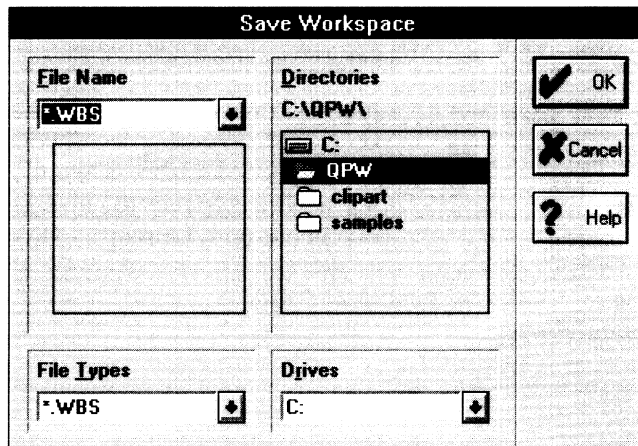 Save Workspace
File Name
*.WBS
Directories
C:\QPW\
C:
QPW
clipart
samples
OK
Cancel
? Help
File Types
*.WBS
Drives
C: